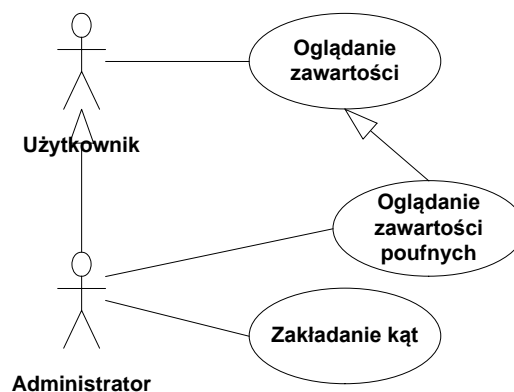 Oglądanie
zawartości
Użytkownik
Oglądanie
zawartości
poufnych
Zakładanie kąt
Administrator